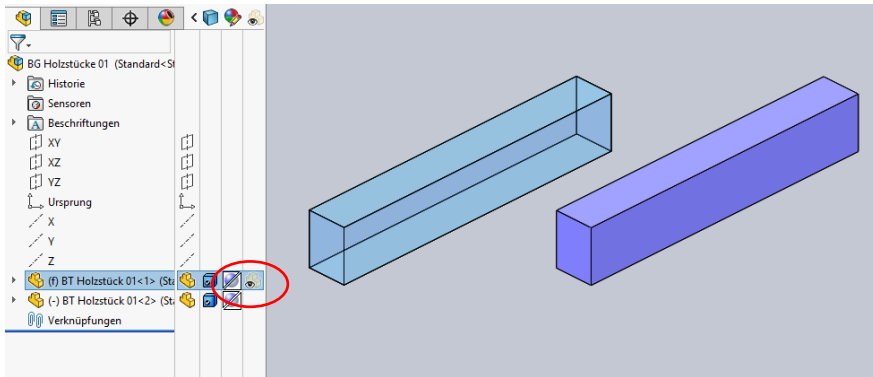 BG Holzstücke 01 (Standard<St
Historie
Sensoren
Beschriftungen
XY
XZ
YZ
Ursprung
X
Y
Z
(f) BT Holzstück 01<1> (Sta
(-) BT Holzstück 01<2> (Sta
Verknüpfungen